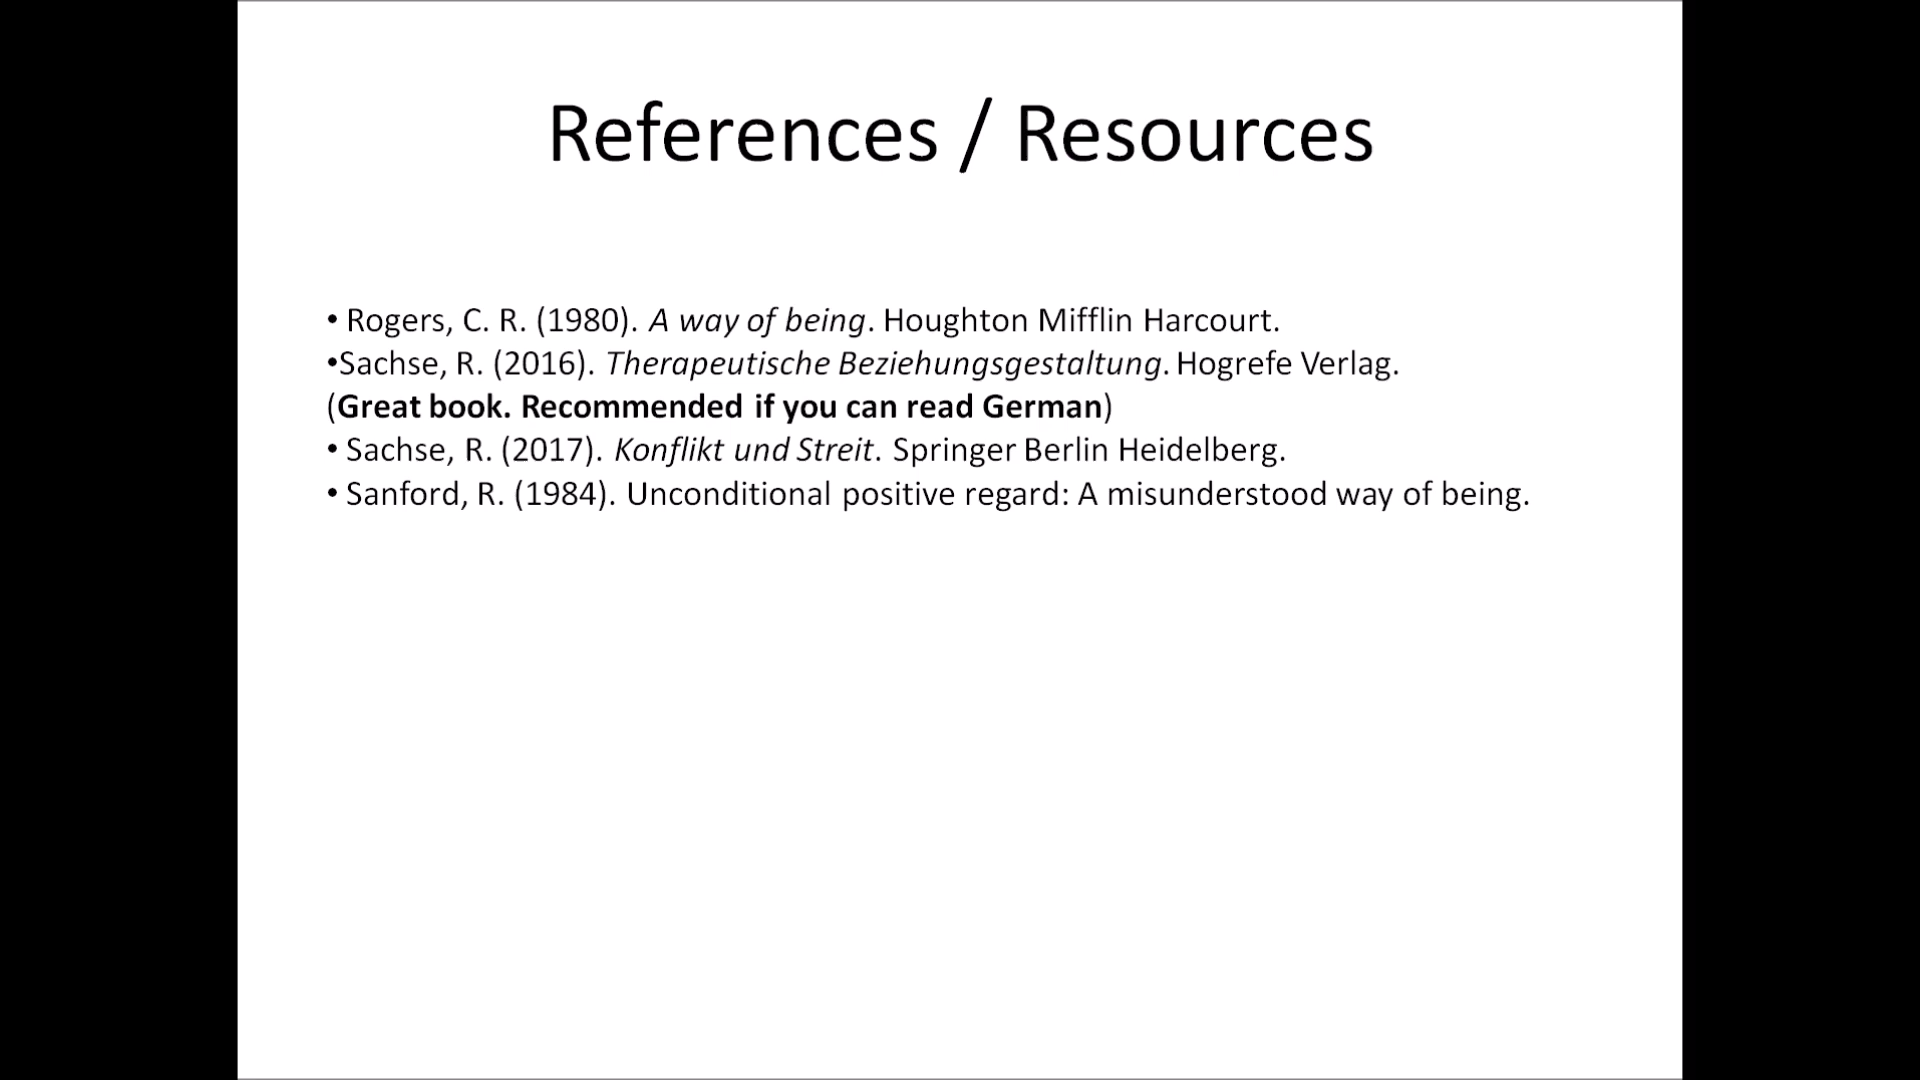 References / Resources
• Rogers, C. R. (1980). A way of being. Houghton Mifflin Harcourt.
•Sachse, R. (2016). Therapeutische Beziehungsgestaltung. Hogrefe Verlag.
(Great book. Recommended if you can read German)
• Sachse, R. (2017). Konflikt und Streit. Springer Berlin Heidelberg.
• Sanford, R. (1984). Unconditional positive regard: A misunderstood way of being.